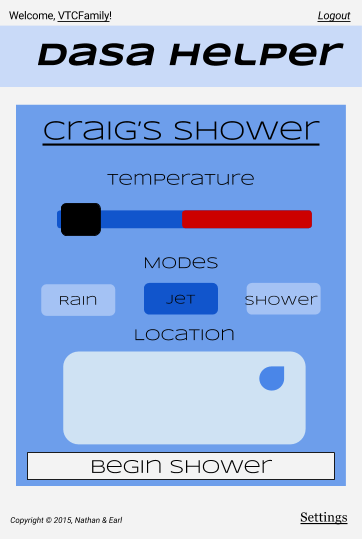 Welcome, VTCFamily!
Logout
Dasa Helper
Craig's Shower
Temperature
Modes
Rain
Jet
Shower
Location
Begin Shower
Copyright © 2015, Nathan & Earl
Settings